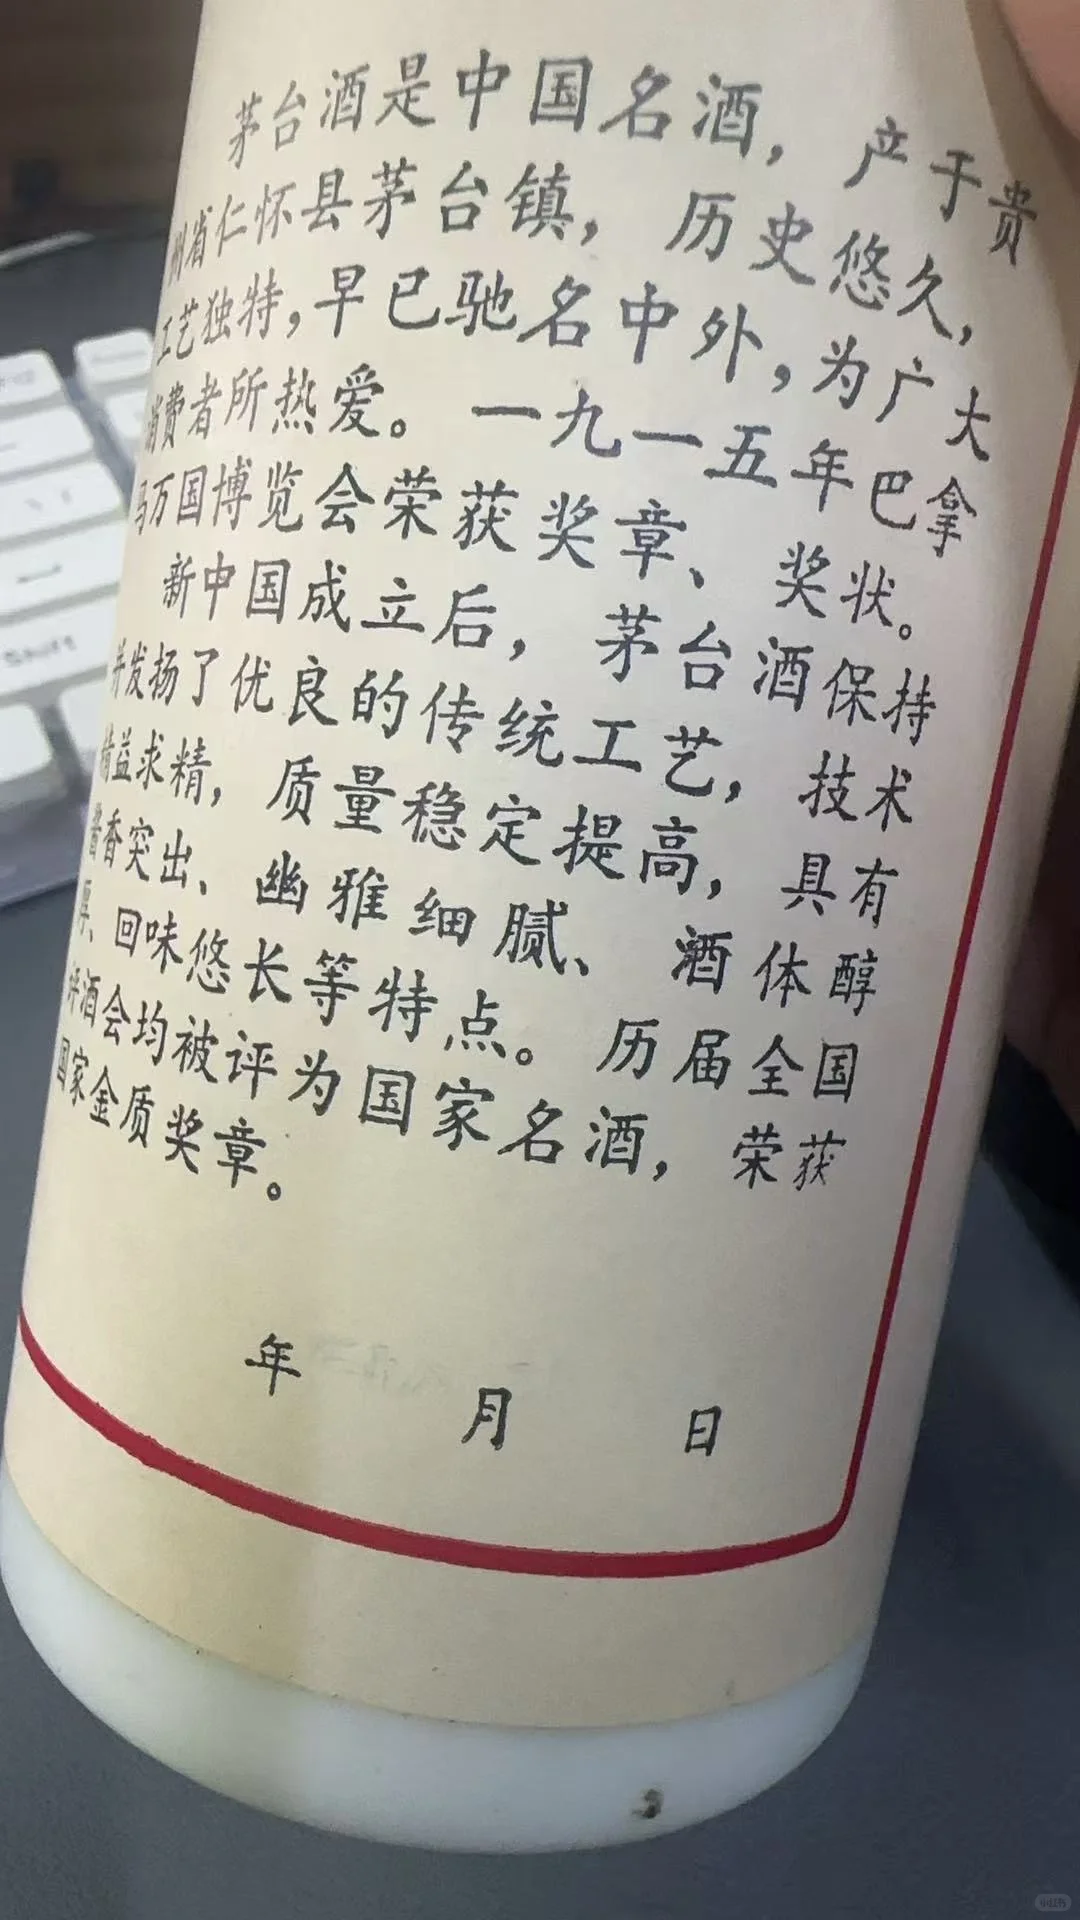 茅台酒是中国名酒，产于贵
州省仁怀县茅台镇，历史悠久，
工艺独特，早已驰名中外，为广大
消费者所热爱。一九一五年巴拿
马万国博览会荣获奖章、奖状。
新中国成立后，茅台酒保持
并发扬了优良的传统工艺，技术
精益求精，质量稳定提高，具有
酱香突出、幽雅细腻、酒体醇
厚、回味悠长等特点。历届全国
评酒会均被评为国家名酒，荣获
国家金质奖章。
年 月 日
Shift